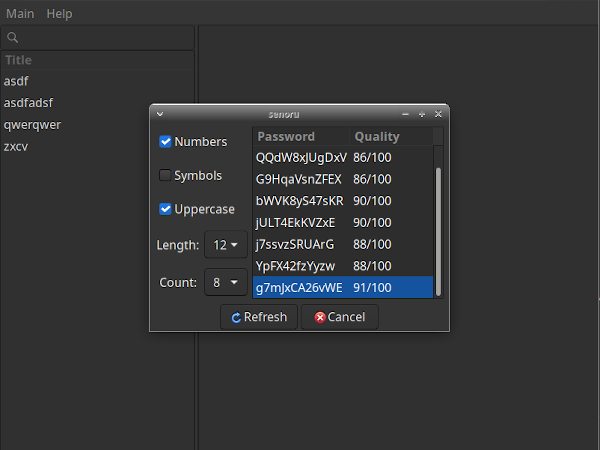 Main Help
Title
asdf
asdfadsf
qwerqwer
zxcv
senoru
Numbers
Symbols
Uppercase
Length: 12
Count: 8
Password Quality
QQdW8xJUgDxV 86/100
G9HqaVsnZFEX 86/100
bWVK8yS47sKR 90/100
jULT4EkKVZxE 90/100
j7ssvzSRUArG 88/100
YpFX42fzYyzw 88/100
g7mJxCA26vWE 91/100
Refresh Cancel